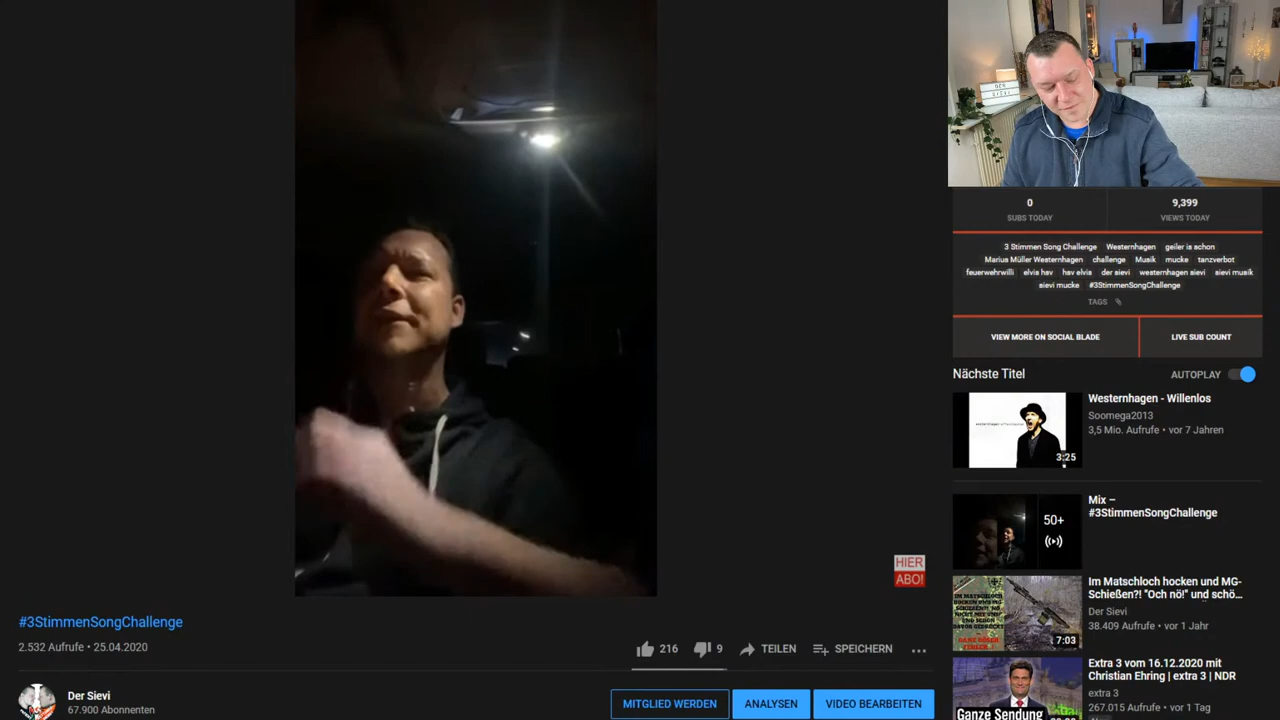 HIER
ABO!
#3StimmenSongChallenge
2.532 Aufrufe • 25.04.2020
216
9
TEILEN
SPEICHERN
Der Sievi
67.900 Abonnenten
MITGLIED WERDEN
ANALYSEN
VIDEO BEARBEITEN
0
SUBS TODAY
9,399
VIEWS TODAY
3 Stimmen Song Challenge Westernhagen geiler is schon
Marius Müller Westernhagen challenge Musik mucke tanzverbot
feuerwehrwilli elvis hav hav elvis der sievi westernhagen sievi sievi musik
sievi mucke #3StimmenSongChallenge
TAGS
VIEW MORE ON SOCIAL BLADE
LIVE SUB COUNT
Nächste Titel
AUTOPLAY
3:25
Westernhagen - Willenlos
Soomega2013
3,5 Mio. Aufrufe • vor 7 Jahren
50+
Mix –
#3StimmenSongChallenge
IM MATSCHLOCH
HOCKEN UND MG-
7:03
Im Matschloch hocken und MG-
Schießen?! "Och nö!" und schö...
Der Sievi
38.409 Aufrufe • vor 1 Jahr
Ganze Sendung
Extra 3 vom 16.12.2020 mit
Christian Ehring | extra 3 | NDR
extra 3
267.015 Aufrufe • vor 1 Tag